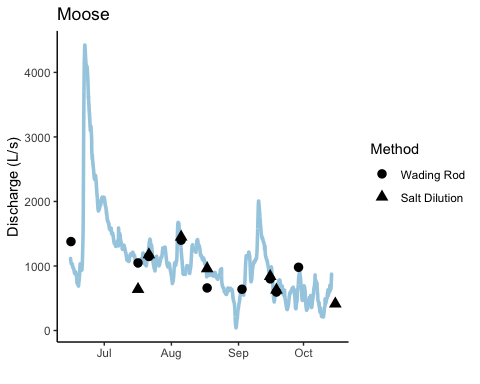 Moose
Discharge (L/s)
4000
3000
2000
1000
0
Jul
Aug
Sep
Oct
Method
Wading Rod
Salt Dilution